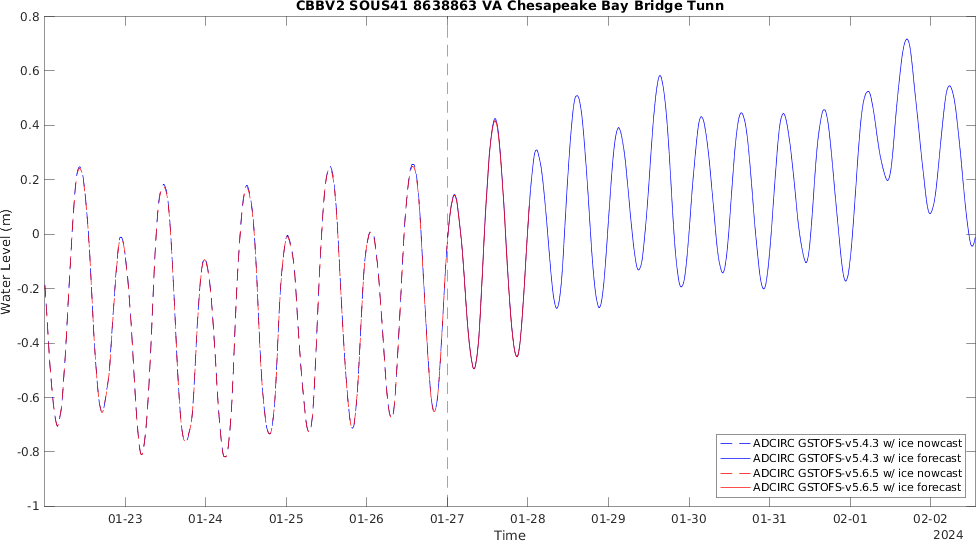 CBBV2 SOUS41 8638863 VA Chesapeake Bay Bridge Tunn
0.8
0.6
0.4
0.2
0
-0.2
-0.4
-0.6
-0.8
-1
Water Level (m)
ADCIRC GSTOFS-v5.4.3 w/ ice nowcast
ADCIRC GSTOFS-v5.4.3 w/ ice forecast
ADCIRC GSTOFS-v5.6.5 w/ ice nowcast
ADCIRC GSTOFS-v5.6.5 w/ ice forecast
01-23 01-24 01-25 01-26 01-27 01-28 01-29 01-30 01-31 02-01 02-02
Time
2024